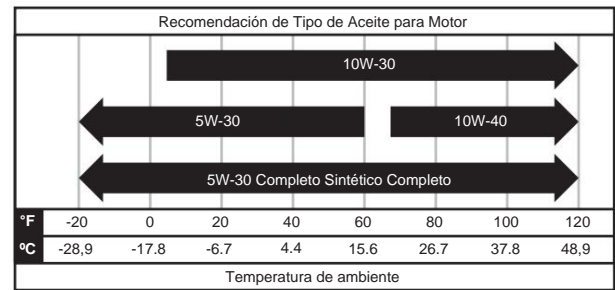 Recomendación de Tipo de Aceite para Motor
10W-30
5W-30 10W-40
5W-30 Completo Sintético Completo
°F -20 0 20 40 60 80 100 120
ºC -28,9 -17.8 -6.7 4.4 15.6 26.7 37.8 48,9
Temperatura de ambiente